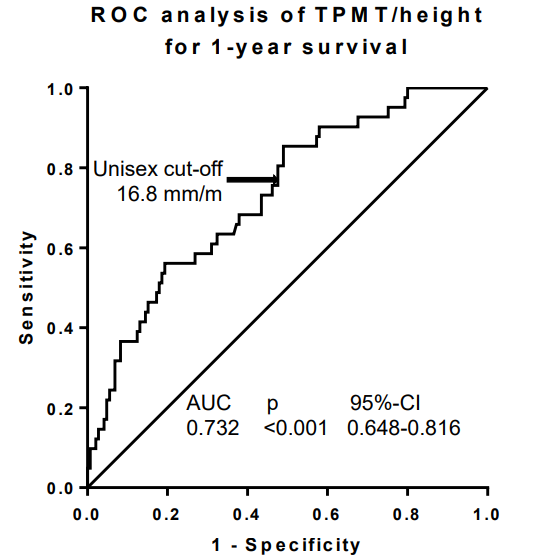 ROC analysis of TPMT/height
for 1-year survival
1.0
0.8
0.6
0.4
0.2
0.0
Sensitivity
Unisex cut-off
16.8 mm/m
AUC p 95%-CI
0.732 <0.001 0.648-0.816
0.0 0.2 0.4 0.6 0.8 1.0
1 - Specificity